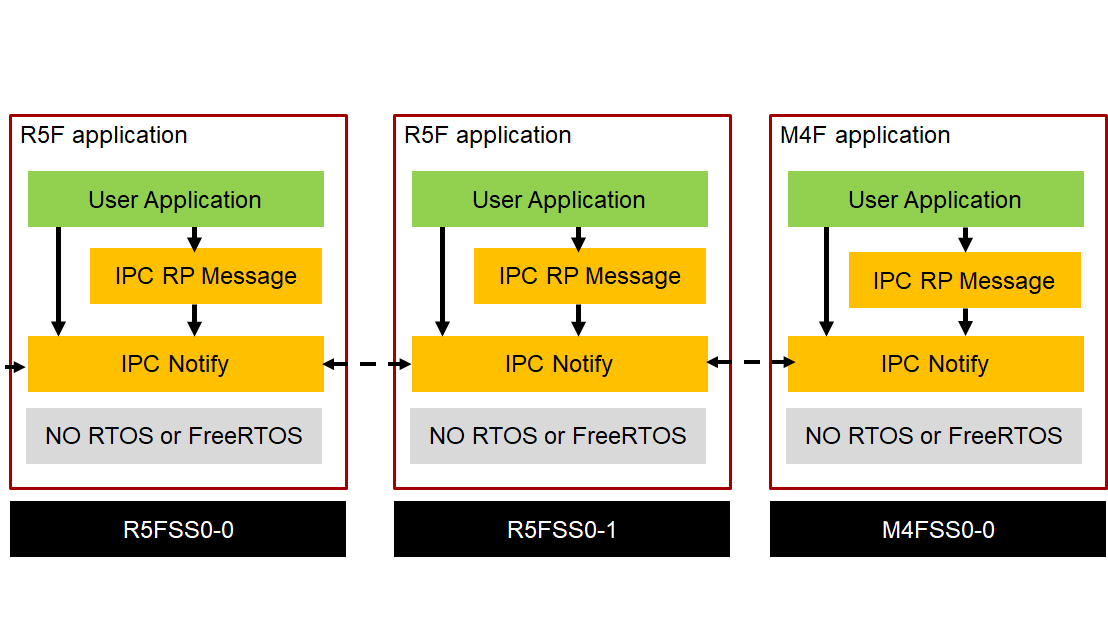 R5F application
User Application
IPC RP Message
IPC Notify
NO RTOS or FreeRTOS
R5FSS0-0
R5F application
User Application
IPC RP Message
IPC Notify
NO RTOS or FreeRTOS
R5FSS0-1
M4F application
User Application
IPC RP Message
IPC Notify
NO RTOS or FreeRTOS
M4FSS0-0